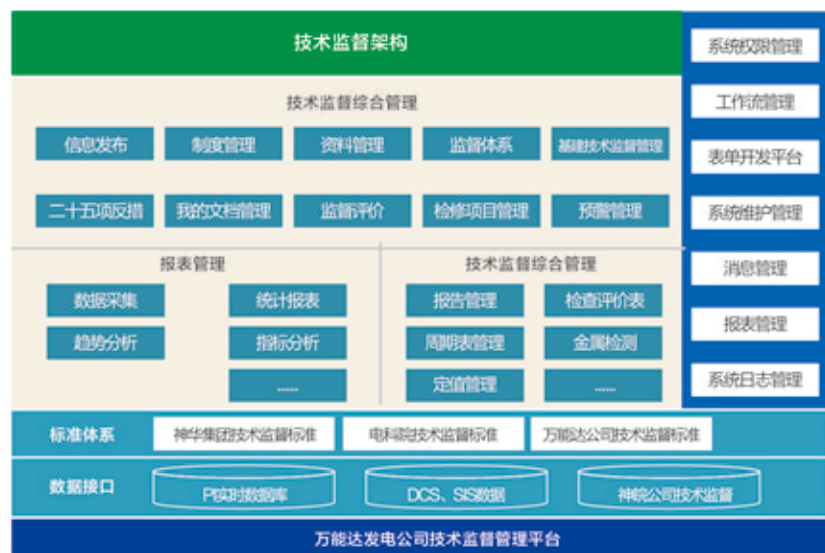 技术监督架构
技术监督综合管理
信息发布 制度管理 资料管理 监督体系 基建技术监督管理
二十五项反措 我的文档管理 监督评价 检修项目管理 预警管理
报表管理
数据采集 统计报表
趋势分析 指标分析
......
技术监督综合管理
报告管理 检查评价表
周期表管理 金属检测
定值管理 ......
系统权限管理
工作流管理
表单开发平台
系统维护管理
消息管理
报表管理
系统日志管理
标准体系 神华集团技术监督标准 电科院技术监督标准 万能达公司技术监督标准
数据接口 PI实时数据库 DCS、SIS数据 神皖公司技术监督
万能达发电公司技术监督管理平台